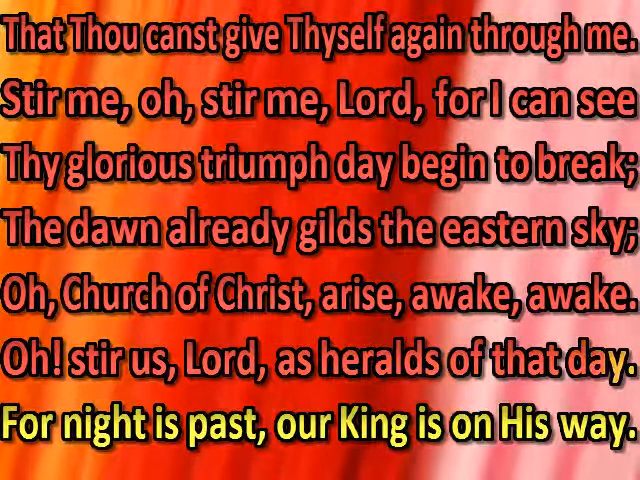 That Thou canst give Thyself again through me.
Stir me, oh, stir me, Lord, for I can see
Thy glorious triumph day begin to break;
The dawn already gilds the eastern sky;
Oh, Church of Christ, arise, awake, awake.
Oh! stir us, Lord, as heralds of that day.
For night is past, our King is on His way.